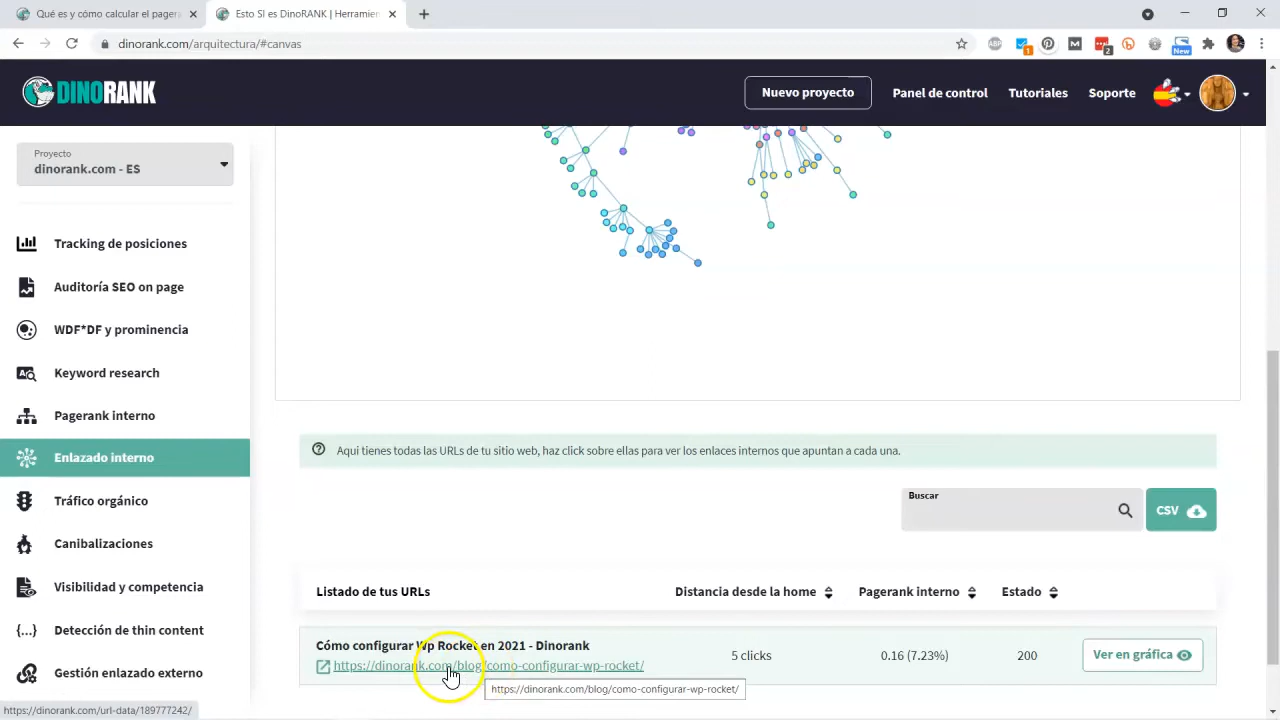 Qué es y cómo calcular el pagera
Esto SI es DinoRANK | Herramien
dinorank.com/arquitectura/#canvas
ABP
1
2
New
DINORANK
Nuevo proyecto
Panel de control
Tutoriales
Soporte
Proyecto
dinorank.com - ES
Tracking de posiciones
Auditoría SEO on page
WDF*DF y prominencia
Keyword research
Pagerank interno
Enlazado interno
Tráfico orgánico
Canibalizaciones
Visibilidad y competencia
Detección de thin content
Gestión enlazado externo
Aqui tienes todas las URLs de tu sitio web, haz click sobre ellas para ver los enlaces internos que apuntan a cada una.
Buscar
CSV
Listado de tus URLs
Distancia desde la home
Pagerank interno
Estado
Cómo configurar Wp Rocket en 2021 - Dinorank
https://dinorank.com/blog/como-configurar-wp-rocket/
5 clicks
0.16 (7.23%)
200
Ver en gráfica
https://dinorank.com/blog/como-configurar-wp-rocket/
https://dinorank.com/url-data/189777242/